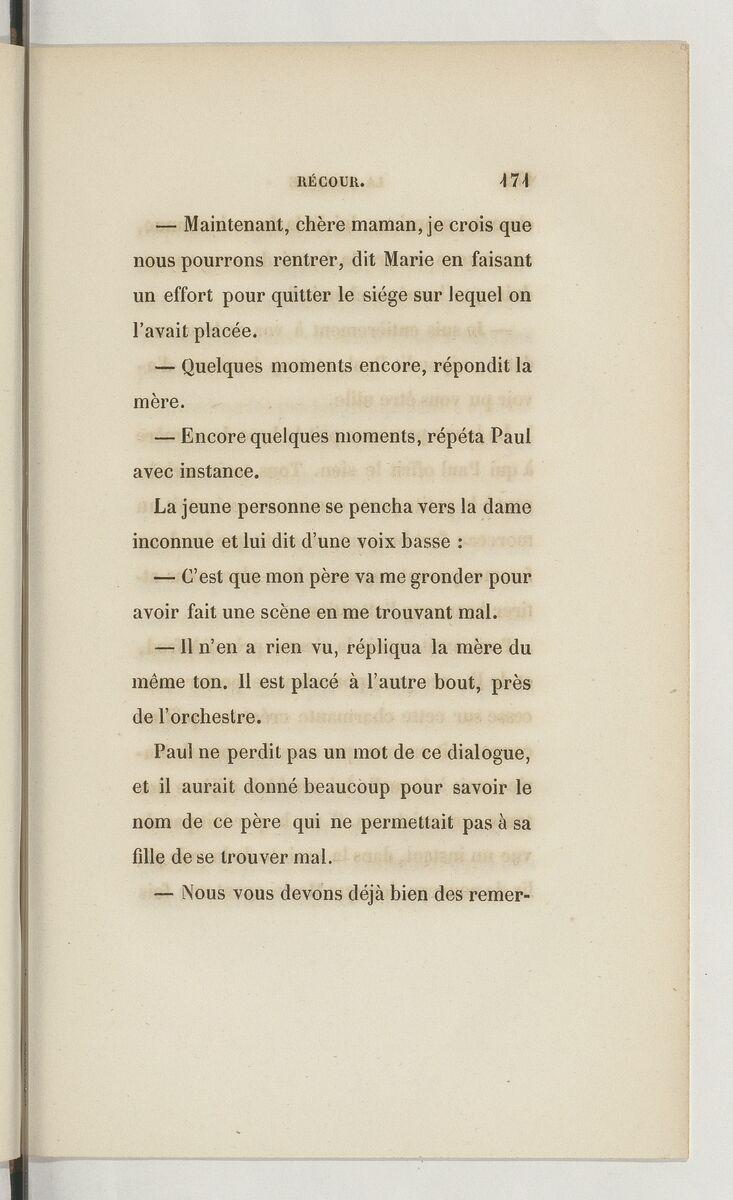 RÉCOUR. 171
— Maintenant, chère maman, je crois que
nous pourrons rentrer, dit Marie en faisant
un effort pour quitter le siége sur lequel on
l'avait placée.
— Quelques moments encore, répondit la
mère.
— Encore quelques moments, répéta Paul
avec instance.
La jeune personne se pencha vers la dame
inconnue et lui dit d'une voix basse :
— C'est que mon père va me gronder pour
avoir fait une scène en me trouvant mal.
— Il n'en a rien vu, répliqua la mère du
même ton. Il est placé à l'autre bout, près
de l'orchestre.
Paul ne perdit pas un mot de ce dialogue,
et il aurait donné beaucoup pour savoir le
nom de ce père qui ne permettait pas à sa
fille de se trouver mal.
— Nous vous devons déjà bien des remer-